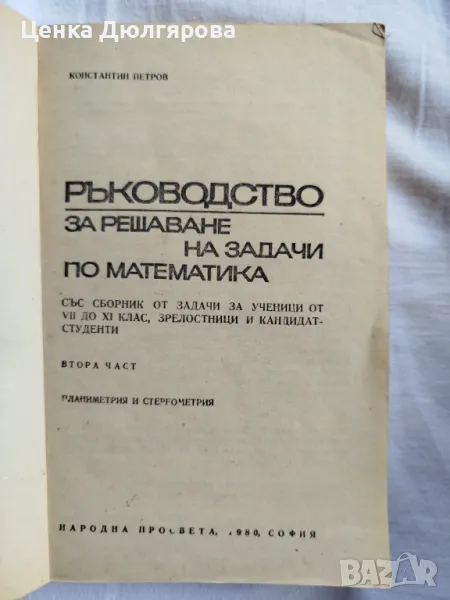 Ценка Дюлгярова
КОНСТАНТИН ПЕТРОВ
РЪКОВОДСТВО
ЗА РЕШАВАНЕ
НА ЗАДАЧИ
ПО МАТЕМАТИКА
СЪС СБОРНИК ОТ ЗАДАЧИ ЗА УЧЕНИЦИ ОТ
VII ДО XI КЛАС, ЗРЕЛОСТНИЦИ И КАНДИДАТ-
СТУДЕНТИ
ВТОРА ЧАСТ
ПЛАНИМЕТРИЯ И СТЕРЕОМЕТРИЯ
НАРОДНА ПРОСВЕТА, 1980, СОФИЯ
BAZAR